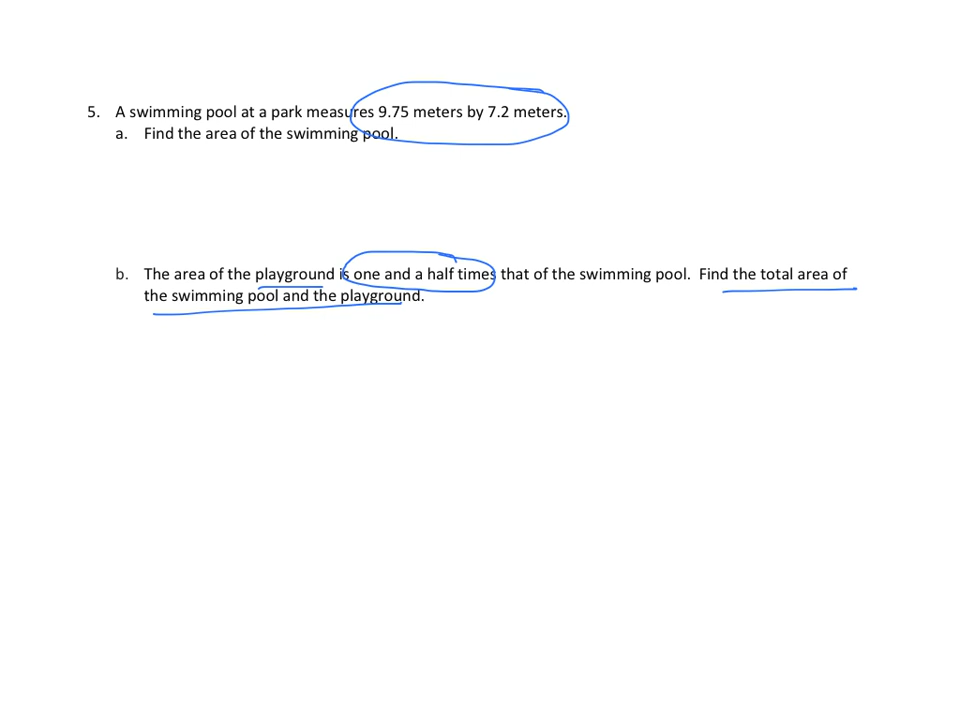 5. A swimming pool at a park measures 9.75 meters by 7.2 meters.
a. Find the area of the swimming pool.
b. The area of the playground is one and a half times that of the swimming pool. Find the total area of
the swimming pool and the playground.